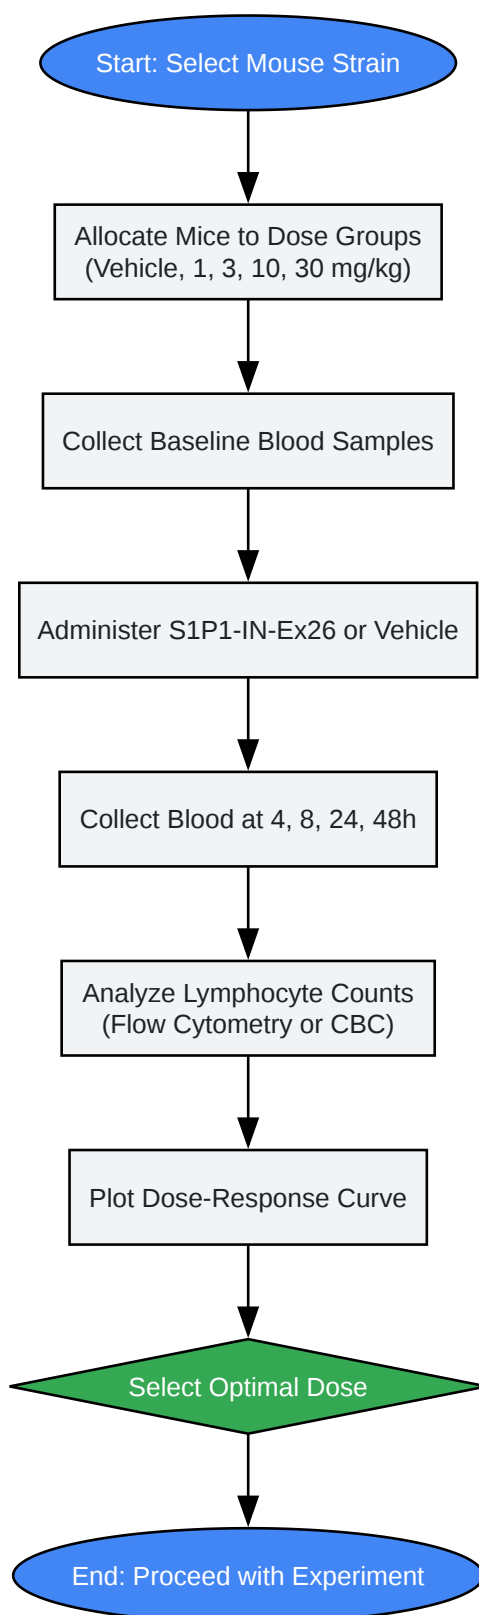 Start: Select Mouse Strain
Allocate Mice to Dose Groups
(Vehicle, 1, 3, 10, 30 mg/kg)
Collect Baseline Blood Samples
Administer S1P1-IN-Ex26 or Vehicle
Collect Blood at 4, 8, 24, 48h
Analyze Lymphocyte Counts
(Flow Cytometry or CBC)
Plot Dose-Response Curve
Select Optimal Dose
End: Proceed with Experiment